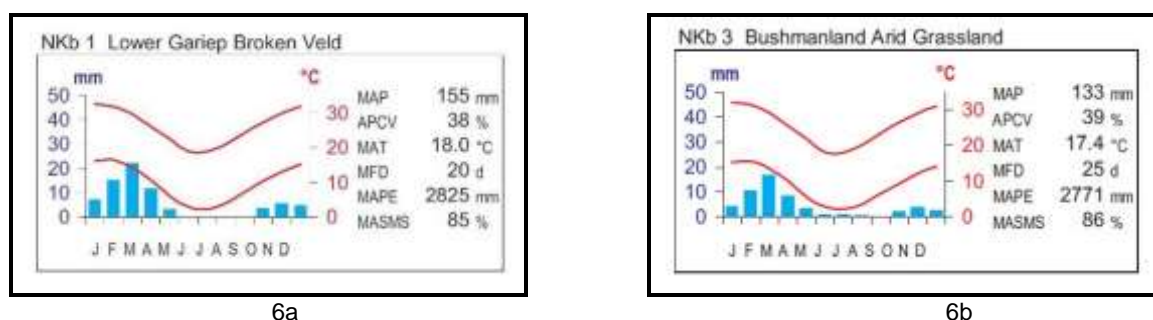 NKb 1 Lower Gariep Broken Veld
mm °C
50
40
30
20
10
0
30
20
10
0
MAP 155 mm
APCV 38 %
MAT 18.0 °C
MFD 20 d
MAPE 2825 mm
MASMS 85 %
J F M A M J J A S O N D
6a
NKb 3 Bushmanland Arid Grassland
mm °C
50
40
30
20
10
0
30
20
10
0
MAP 133 mm
APCV 39 %
MAT 17.4 °C
MFD 25 d
MAPE 2771 mm
MASMS 86 %
J F M A M J J A S O N D
6b